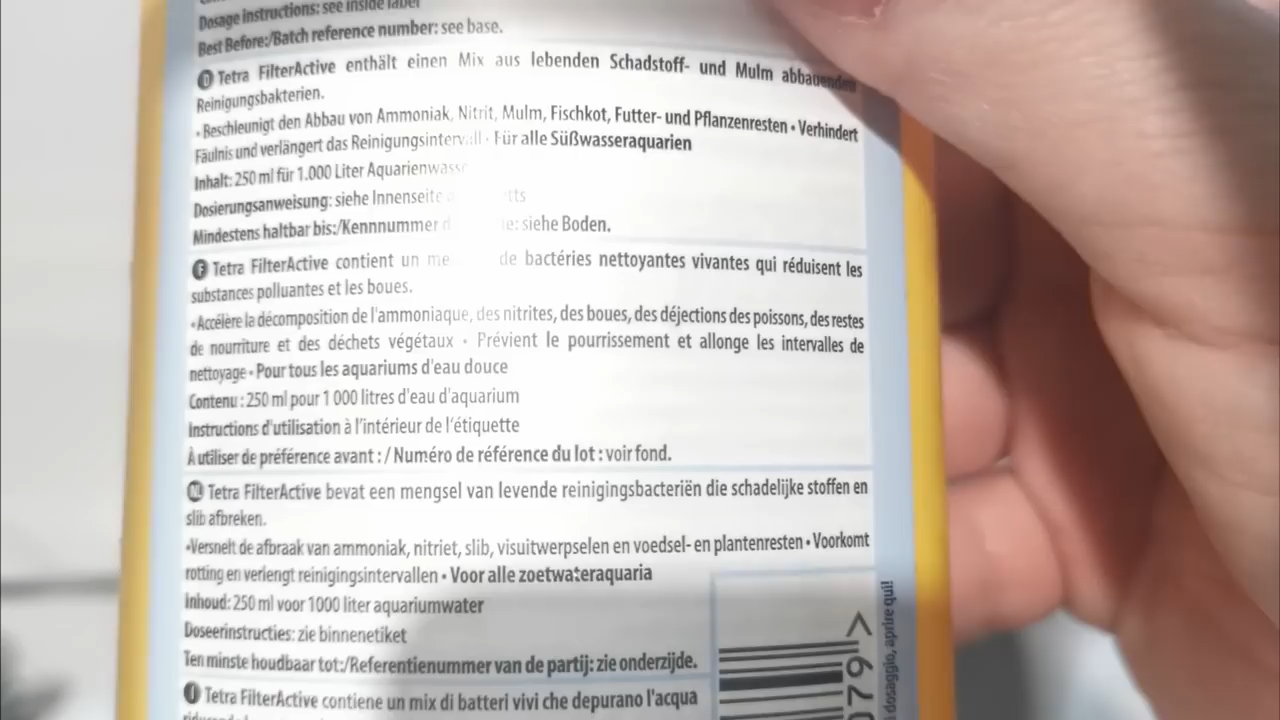 Dosage instructions: see inside label
Best Before:/Batch reference number: see base.
D Tetra FilterActive enthält einen Mix aus lebenden Schadstoff- und Mulm abbauenden
Reinigungsbakterien.
• Beschleunigt den Abbau von Ammoniak, Nitrit, Mulm, Fischkot, Futter- und Pflanzenresten • Verhindert
Fäulnis und verlängert das Reinigungsintervall • Für alle Süßwasseraquarien
Inhalt: 250 ml für 1.000 Liter Aquarienwasser
Dosierungsanweisung: siehe Innenseite
Mindestens haltbar bis:/Kennnummer siehe Boden.
F Tetra FilterActive contient un de bactéries nettoyantes vivantes qui réduisent les
substances polluantes et les boues.
•Accélère la décomposition de l'ammoniaque, des nitrites, des boues, des déjections des poissons, des restes
de nourriture et des déchets végétaux • Prévient le pourrissement et allonge les intervalles de
nettoyage • Pour tous les aquariums d'eau douce
Contenu : 250 ml pour 1 000 litres d'eau d'aquarium
Instructions d'utilisation à l'intérieur de l'étiquette
À utiliser de préférence avant : / Numéro de référence du lot : voir fond.
NL Tetra FilterActive bevat een mengsel van levende reinigingsbacteriën die schadelijke stoffen en
slib afbreken.
•Versnelt de afbraak van ammoniak, nitriet, slib, visuitwerpselen en voedsel- en plantenresten • Voorkomt
rotting en verlengt reinigingsintervallen • Voor alle zoetwateraquaria
Inhoud: 250 ml voor 1000 liter aquariumwater
Doseerinstructies: zie binnenetiket
Ten minste houdbaar tot:/Referentienummer van de partij: zie onderzijde.
I Tetra FilterActive contiene un mix di batteri vivi che depurano l'acqua
079 >
dosaggio, aprire qui!